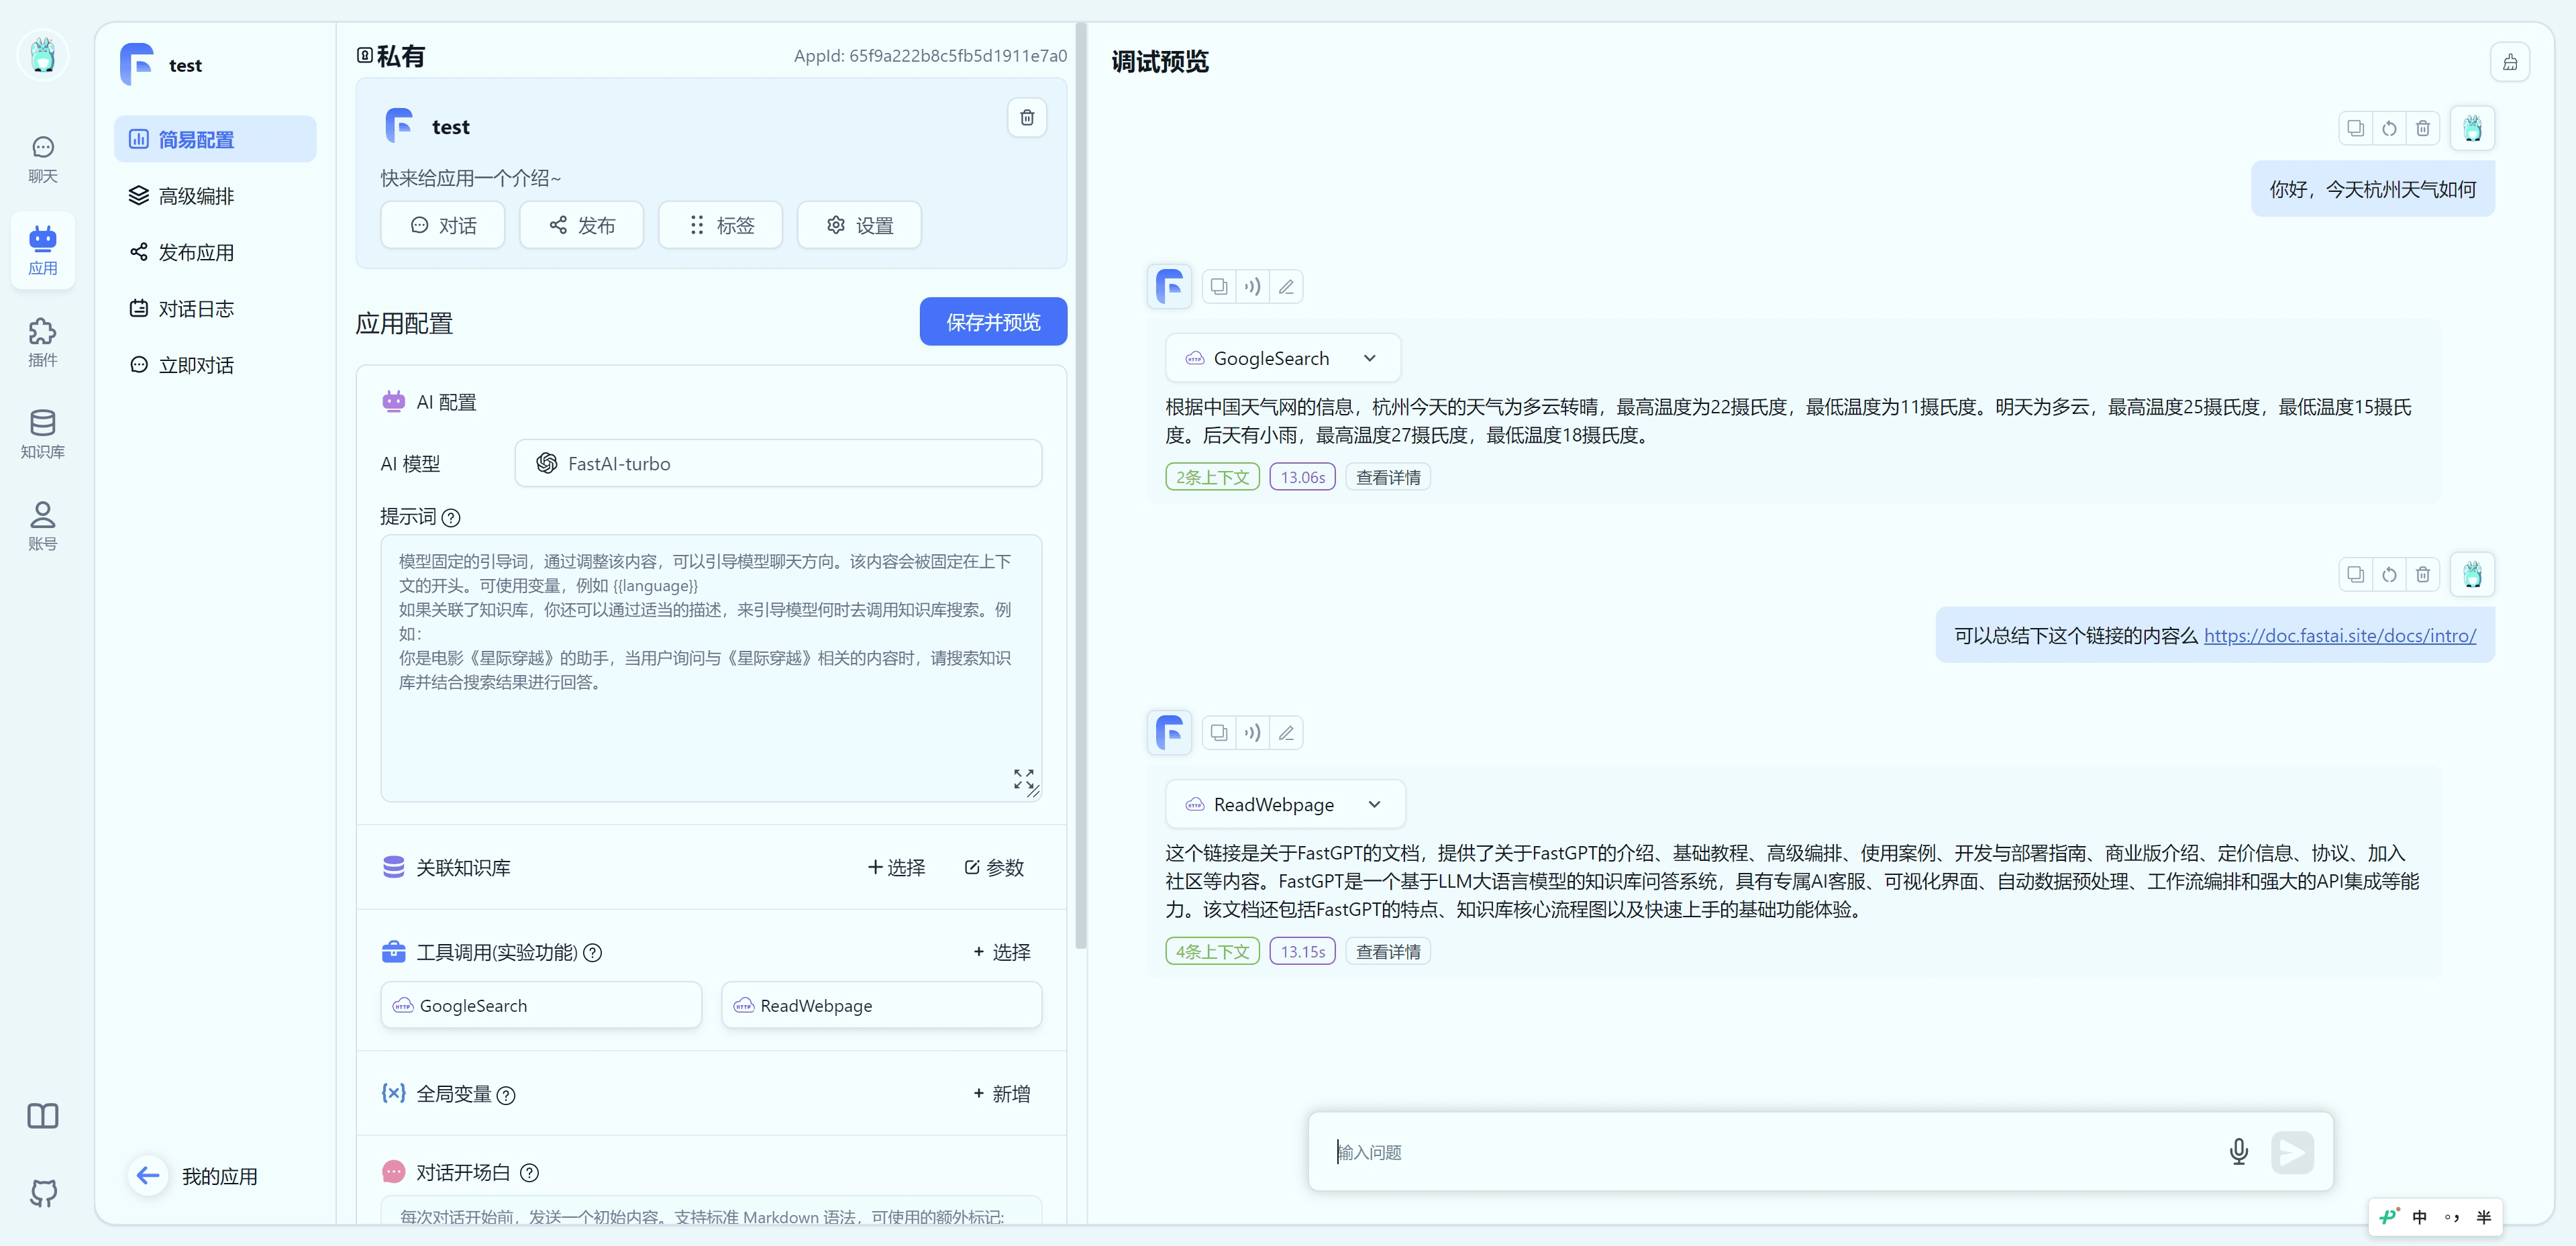 聊天
应用
插件
知识库
账号
test
简易配置
高级编排
发布应用
对话日志
立即对话
我的应用
私有
AppId: 65f9a222b8c5fb5d1911e7a0
test
快来给应用一个介绍~
对话
发布
标签
设置
应用配置
保存并预览
AI 配置
AI 模型
FastAI-turbo
提示词
模型固定的引导词，通过调整该内容，可以引导模型聊天方向。该内容会被固定在上下
文的开头。可使用变量，例如 {{language}}
如果关联了知识库，你还可以通过适当的描述，来引导模型何时去调用知识库搜索。例
如：
你是电影《星际穿越》的助手，当用户询问与《星际穿越》相关的内容时，请搜索知识
库并结合搜索结果进行回答。
关联知识库
+选择
参数
工具调用(实验功能)
+ 选择
HTTP GoogleSearch
HTTP ReadWebpage
全局变量
+ 新增
对话开场白
每次对话开始前，发送一个初始内容。支持标准 Markdown 语法，可使用的额外标记:
调试预览
你好，今天杭州天气如何
HTTP GoogleSearch
根据中国天气网的信息，杭州今天的天气为多云转晴，最高温度为22摄氏度，最低温度为11摄氏度。明天为多云，最高温度25摄氏度，最低温度15摄氏
度。后天有小雨，最高温度27摄氏度，最低温度18摄氏度。
2条上下文
13.06s
查看详情
可以总结下这个链接的内容么 https://doc.fastai.site/docs/intro/
HTTP ReadWebpage
这个链接是关于FastGPT的文档，提供了关于FastGPT的介绍、基础教程、高级编排、使用案例、开发与部署指南、商业版介绍、定价信息、协议、加入
社区等内容。FastGPT是一个基于LLM大语言模型的知识库问答系统，具有专属AI客服、可视化界面、自动数据预处理、工作流编排和强大的API集成等能
力。该文档还包括FastGPT的特点、知识库核心流程图以及快速上手的基础功能体验。
4条上下文
13.15s
查看详情
输入问题
中 ◦, 半